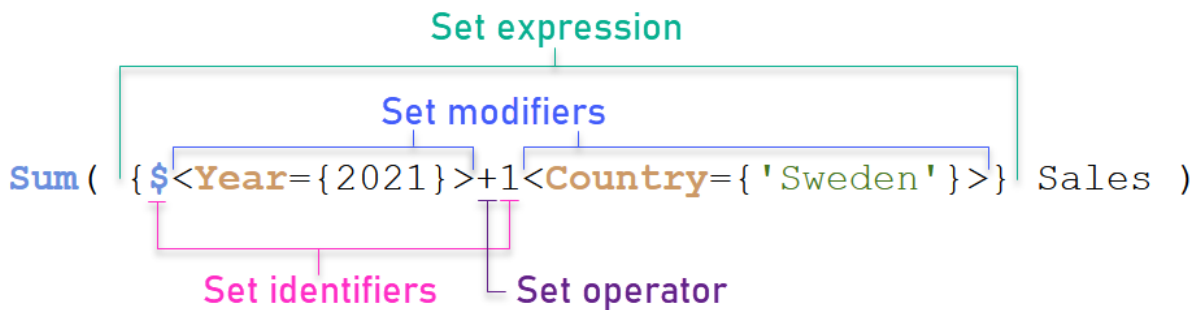 Set expression
Set modifiers
Sum( {$<Year={2021}>+1<Country={'Sweden'}>} Sales )
Set identifiers
Set operator